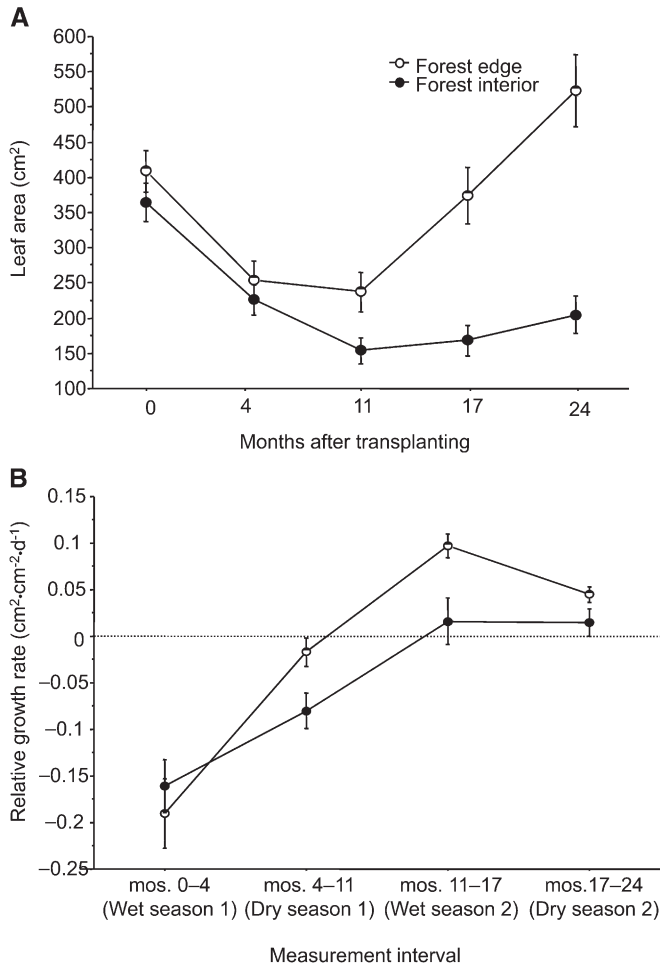 A
600
550
500
450
400
350
300
250
200
150
100
Leaf area (cm²)
Forest edge
Forest interior
0 4 11 17 24
Months after transplanting
B
0.15
0.1
0.05
0
–0.05
–0.1
–0.15
–0.2
–0.25
Relative growth rate (cm²·cm⁻²·d⁻¹)
mos. 0–4 mos. 4–11 mos. 11–17 mos.17–24
(Wet season 1) (Dry season 1) (Wet season 2) (Dry season 2)
Measurement interval